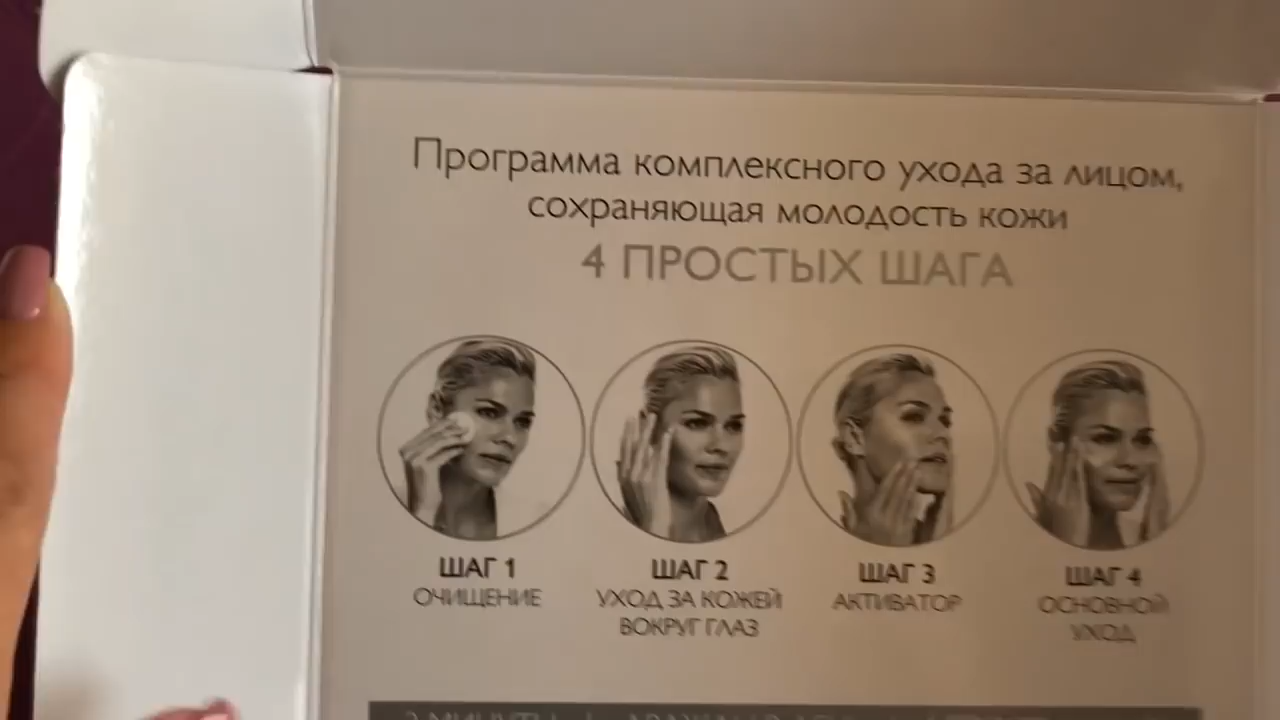 Программа комплексного ухода за лицом,
сохраняющая молодость кожи
4 ПРОСТЫХ ШАГА
ШАГ 1
ОЧИЩЕНИЕ
ШАГ 2
УХОД ЗА КОЖЕЙ
ВОКРУГ ГЛАЗ
ШАГ 3
АКТИВАТОР
ШАГ 4
ОСНОВНОЙ
УХОД